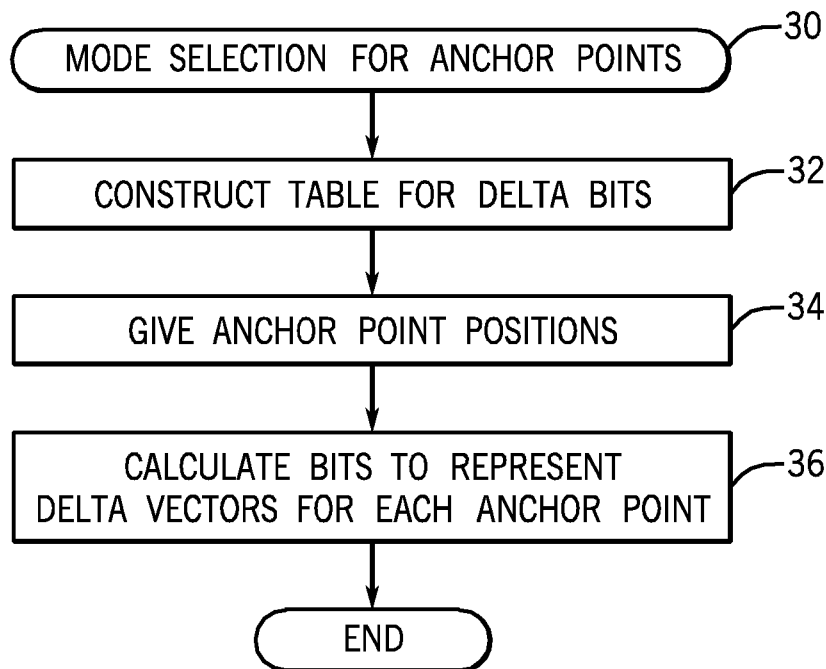 MODE SELECTION FOR ANCHOR POINTS
30
CONSTRUCT TABLE FOR DELTA BITS
32
GIVE ANCHOR POINT POSITIONS
34
CALCULATE BITS TO REPRESENT
DELTA VECTORS FOR EACH ANCHOR POINT
36
END